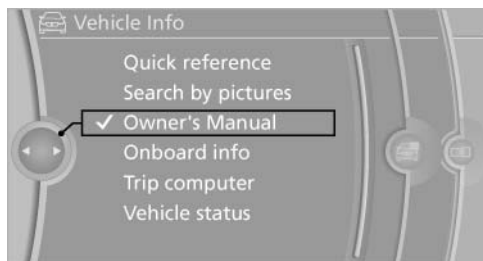 Vehicle Info
Quick reference
Search by pictures
Owner's Manual
Onboard info
Trip computer
Vehicle status